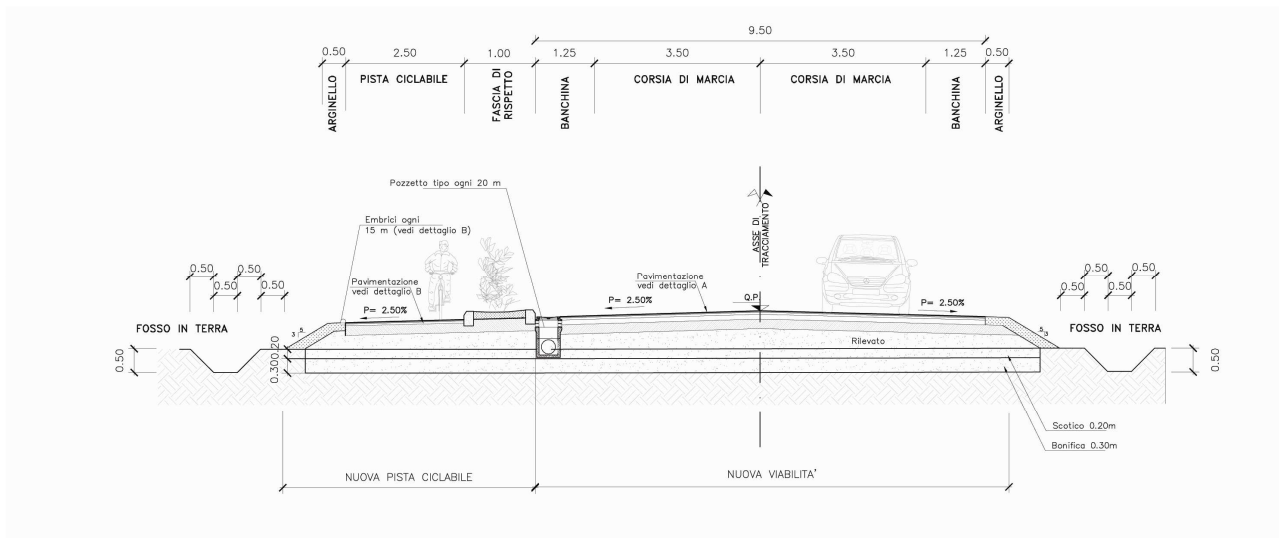 9.50
0.50 2.50 1.00 1.25 3.50 3.50 1.25 0.50
ARGINELLO
PISTA CICLABILE
FASCIA DI
RISPETTO
BANCHINA
CORSIA DI MARCIA
CORSIA DI MARCIA
BANCHINA
ARGINELLO
Pozzetto tipo ogni 20 m
Embrici ogni
15 m (vedi dettaglio B)
ASSE DI
TRACCIAMENTO
0.50 0.50
0.50 0.50
Pavimentazione
vedi dettaglio B
Pavimentazione
vedi dettaglio A
0.50 0.50
0.50 0.50
P= 2.50%
P= 2.50%
Q.P.
P= 2.50%
FOSSO IN TERRA
FOSSO IN TERRA
3 5
5 3
Rilevato
0.50
0.20
0.30
0.50
Scotico 0.20m
Bonifica 0.30m
NUOVA PISTA CICLABILE
NUOVA VIABILITA'